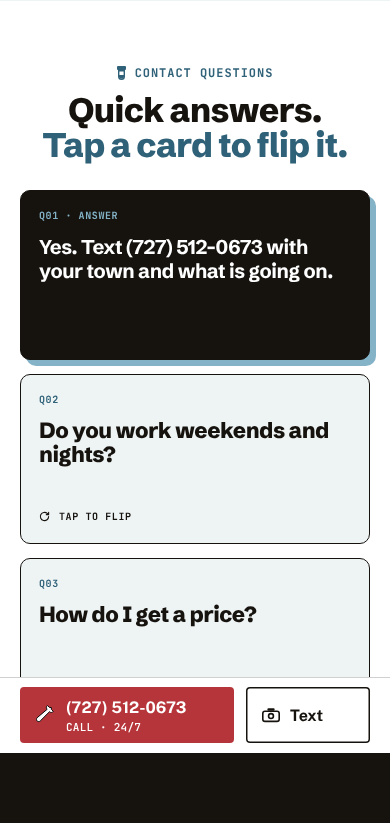 CONTACT QUESTIONS
Quick answers.
Tap a card to flip it.
Q01 · ANSWER
Yes. Text (727) 512-0673 with
your town and what is going on.
Q02
Do you work weekends and
nights?
TAP TO FLIP
Q03
How do I get a price?
(727) 512-0673
CALL · 24/7
Text